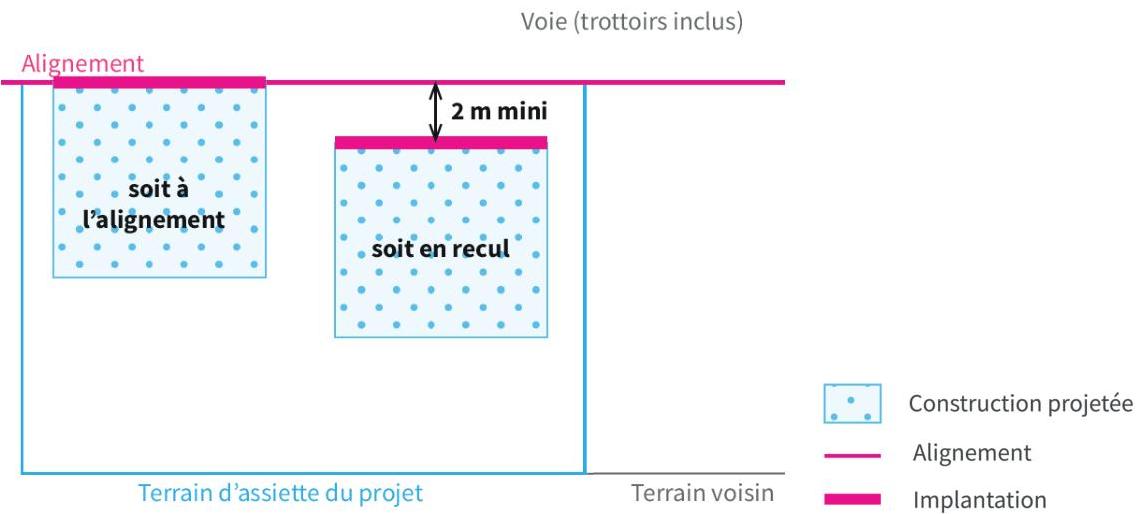 Voie (trottoirs inclus)
Alignement
2 m mini
soit à
l'alignement
soit en recul
Construction projetée
Alignement
Implantation
Terrain d'assiette du projet
Terrain voisin